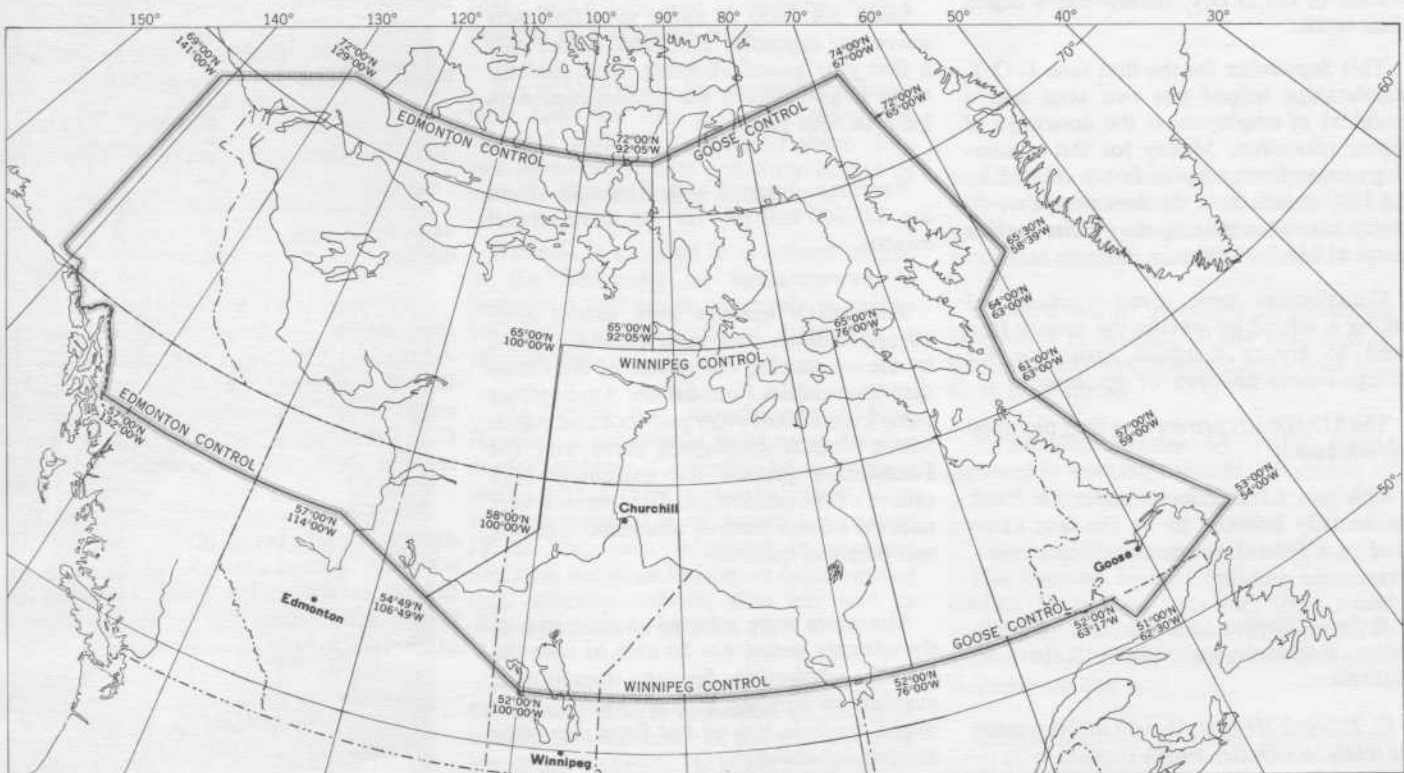 150° 140° 130° 120° 110° 100° 90° 80° 70° 60° 50° 40° 30°
70°
60°
50°
69°00'N
141°00'W
72°00'N
129°00'W
EDMONTON CONTROL
72°00'N
92°05'W
GOOSE CONTROL
74°00'N
67°00'W
72°00'N
65°00'W
65°30'N
58°39'W
64°00'N
63°00'W
65°00'N
100°00'W
65°00'N
92°05'W
65°00'N
76°00'W
WINNIPEG CONTROL
61°00'N
63°00'W
57°00'N
59°00'W
57°00'N
132°00'W
EDMONTON CONTROL
53°00'N
54°00'W
57°00'N
114°00'W
58°00'N
100°00'W
Churchill
Goose
Edmonton
54°49'N
106°49'W
52°00'N
63°17'W
51°00'N
62°30'W
GOOSE CONTROL
WINNIPEG CONTROL
52°00'N
100°00'W
52°00'N
76°00'W
Winnipeg